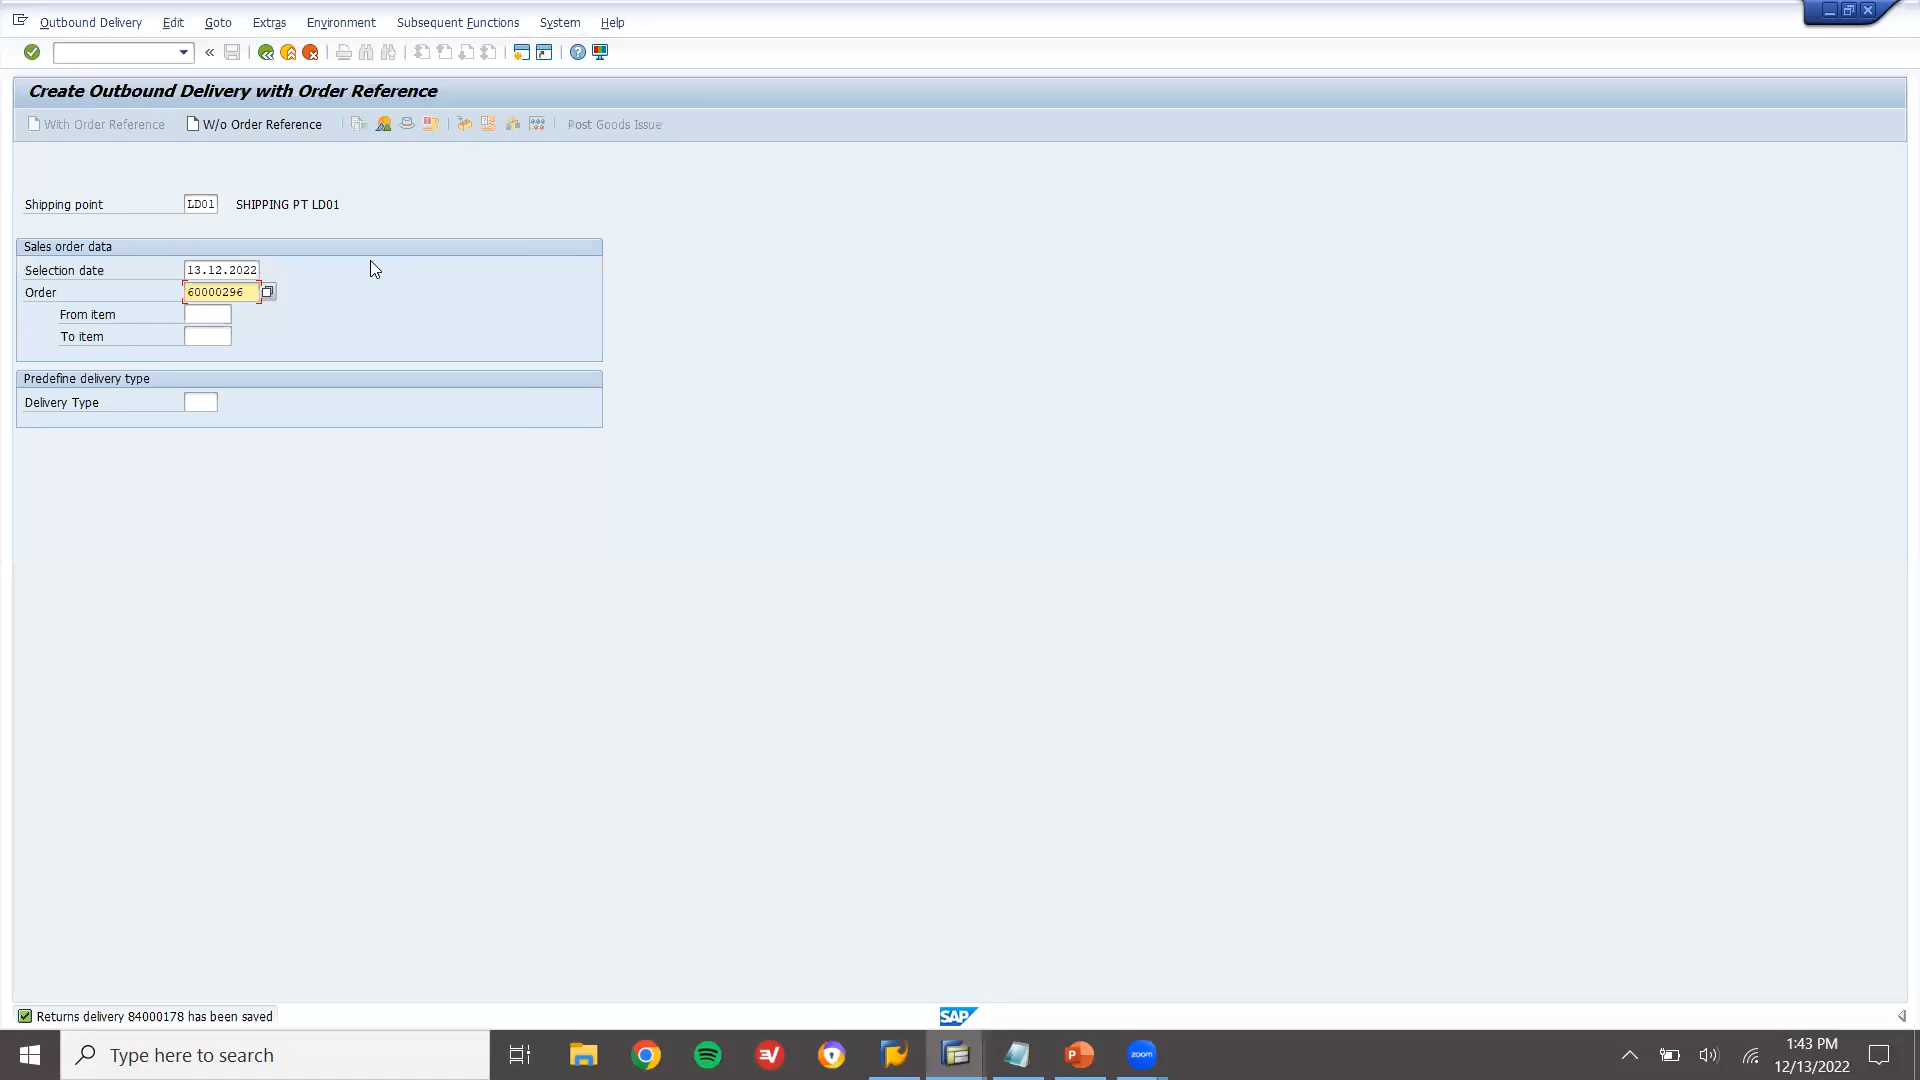 Outbound Delivery Edit Goto Extras Environment Subsequent Functions System Help
Create Outbound Delivery with Order Reference
With Order Reference W/o Order Reference Post Goods Issue
Shipping point LD01 SHIPPING PT LD01
Sales order data
Selection date 13.12.2022
Order 60000296
From item
To item
Predefine delivery type
Delivery Type
Returns delivery 84000178 has been saved
SAP
Type here to search
zoom
1:43 PM
12/13/2022